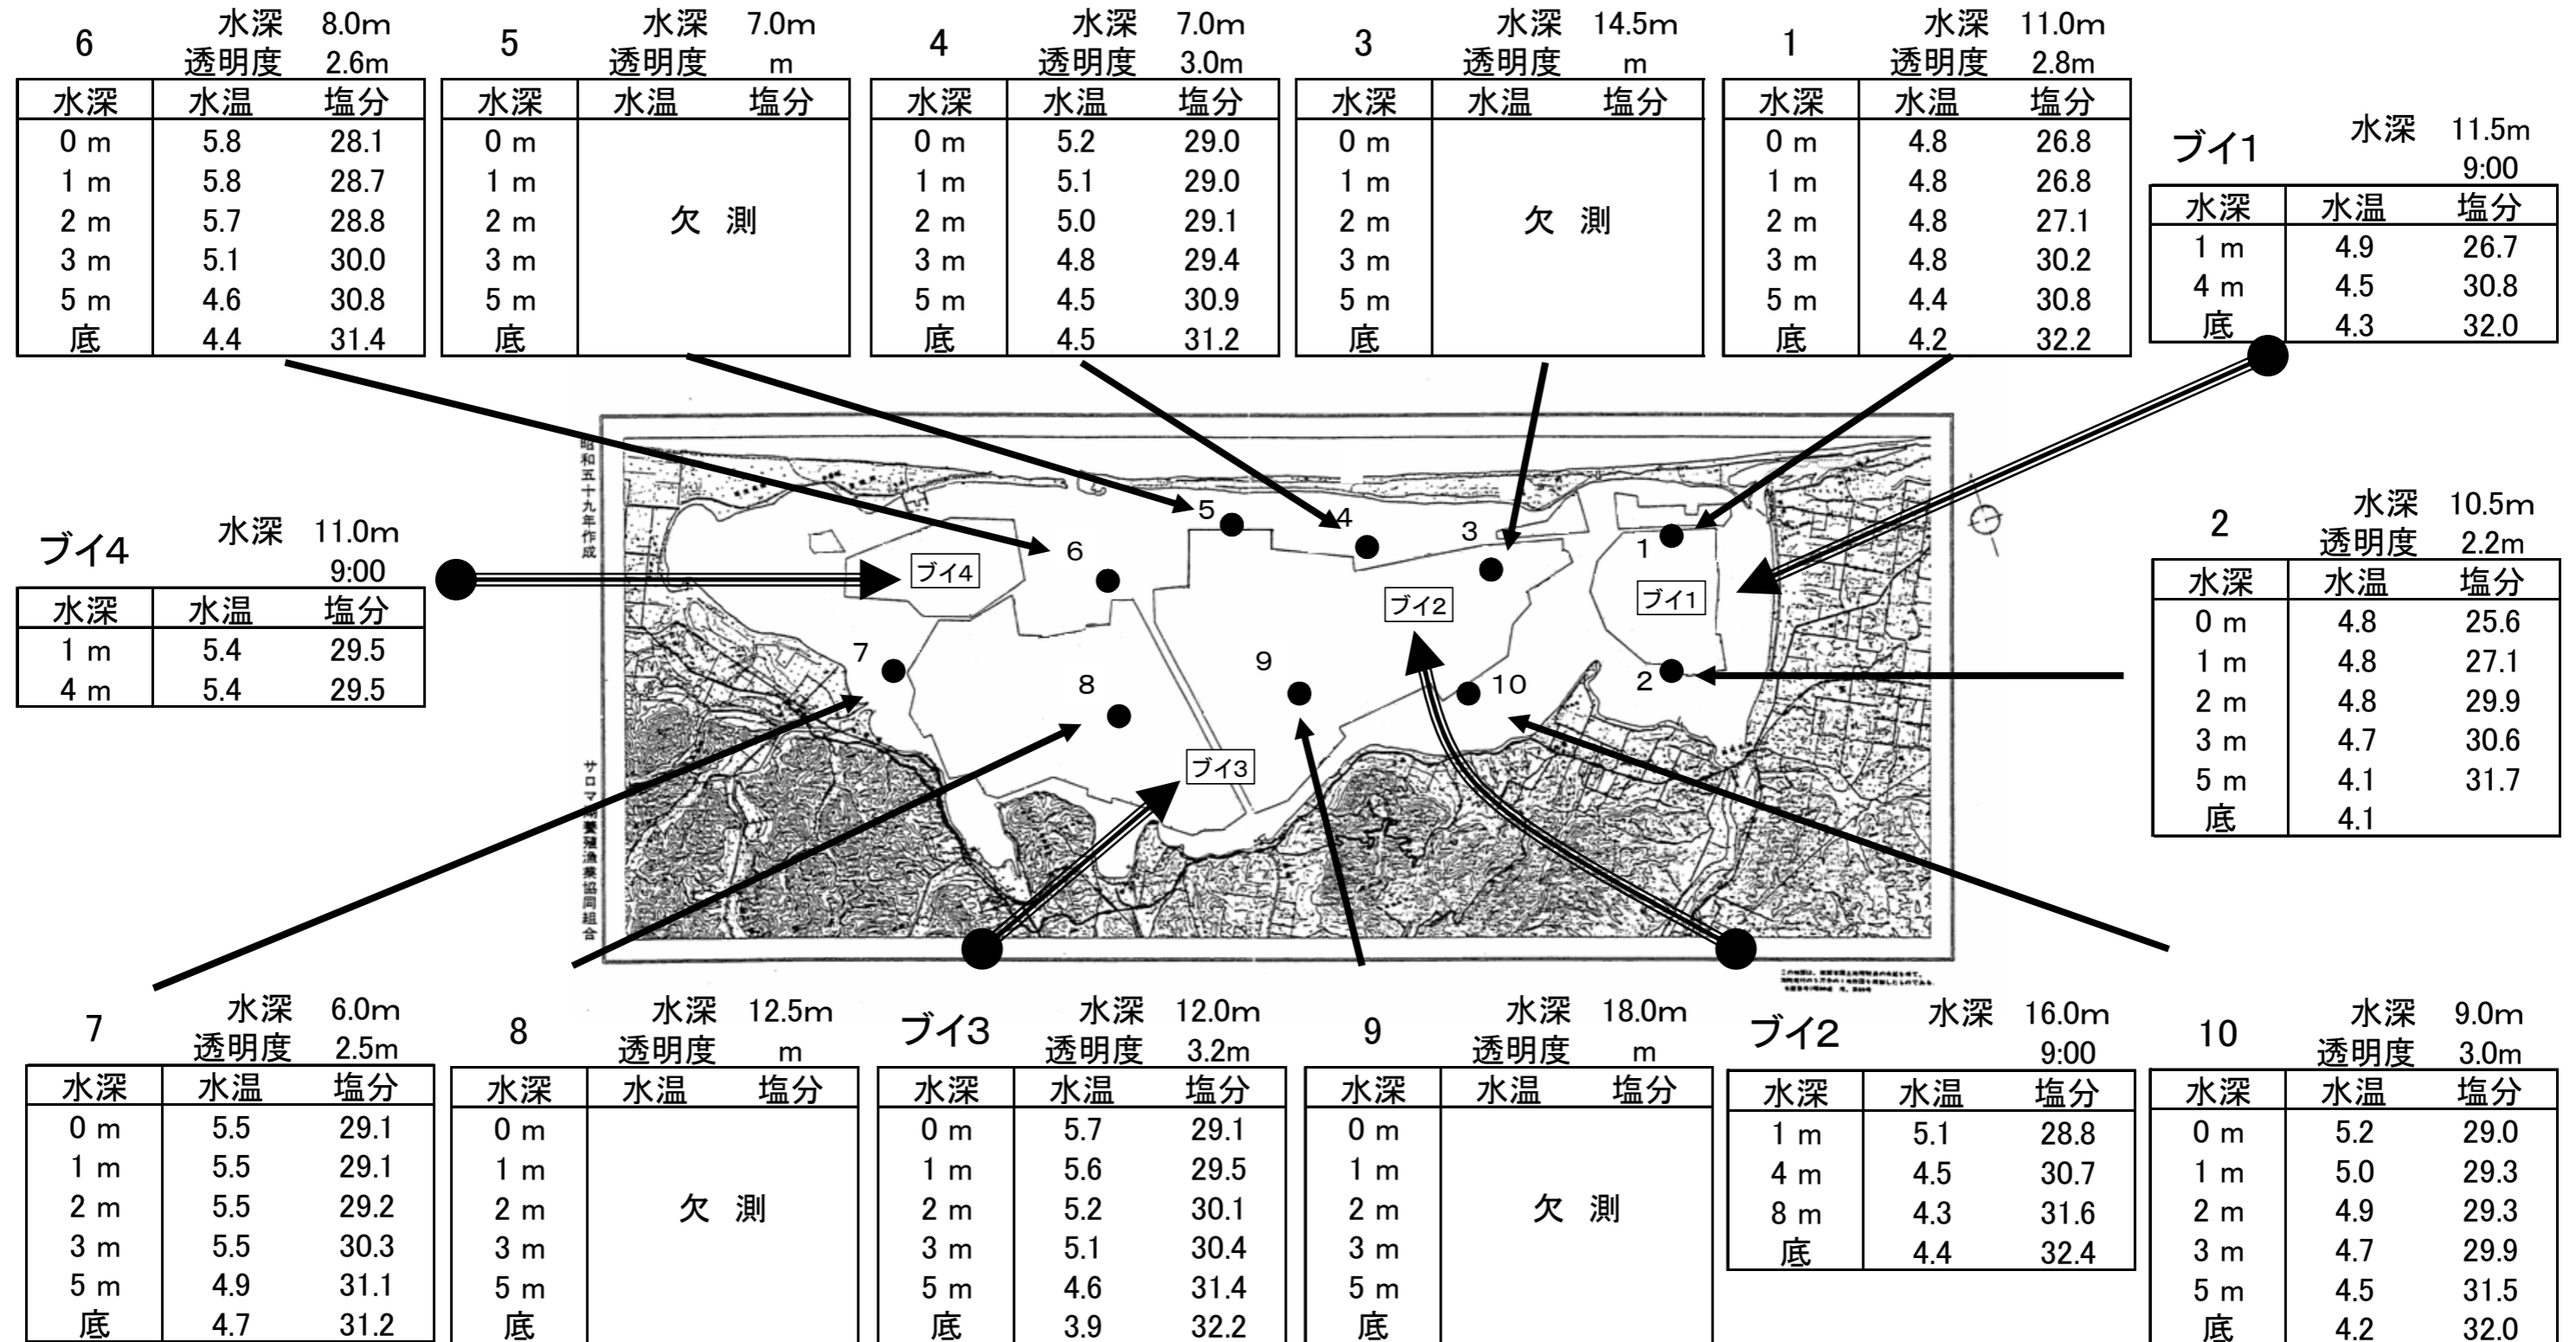 6 水深 8.0m
透明度 2.6m
水深 水温 塩分
0 m 5.8 28.1
1 m 5.8 28.7
2 m 5.7 28.8
3 m 5.1 30.0
5 m 4.6 30.8
底 4.4 31.4
5 水深 7.0m
透明度 m
水深 水温 塩分
0 m
1 m
2 m 欠 測
3 m
5 m
底
4 水深 7.0m
透明度 3.0m
水深 水温 塩分
0 m 5.2 29.0
1 m 5.1 29.0
2 m 5.0 29.1
3 m 4.8 29.4
5 m 4.5 30.9
底 4.5 31.2
3 水深 14.5m
透明度 m
水深 水温 塩分
0 m
1 m
2 m 欠 測
3 m
5 m
底
1 水深 11.0m
透明度 2.8m
水深 水温 塩分
0 m 4.8 26.8
1 m 4.8 26.8
2 m 4.8 27.1
3 m 4.8 30.2
5 m 4.4 30.8
底 4.2 32.2
ブイ1 水深 11.5m
9:00
水深 水温 塩分
1 m 4.9 26.7
4 m 4.5 30.8
底 4.3 32.0
ブイ4 水深 11.0m
9:00
水深 水温 塩分
1 m 5.4 29.5
4 m 5.4 29.5
昭和五十九年作成
サロマ湖養殖漁業協同組合
5
4
3
1
6
ブイ4
ブイ2
ブイ1
7
8
9
10
2
ブイ3
2 水深 10.5m
透明度 2.2m
水深 水温 塩分
0 m 4.8 25.6
1 m 4.8 27.1
2 m 4.8 29.9
3 m 4.7 30.6
5 m 4.1 31.7
底 4.1
7 水深 6.0m
透明度 2.5m
水深 水温 塩分
0 m 5.5 29.1
1 m 5.5 29.1
2 m 5.5 29.2
3 m 5.5 30.3
5 m 4.9 31.1
底 4.7 31.2
8 水深 12.5m
透明度 m
水深 水温 塩分
0 m
1 m
2 m 欠 測
3 m
5 m
底
ブイ3 水深 12.0m
透明度 3.2m
水深 水温 塩分
0 m 5.7 29.1
1 m 5.6 29.5
2 m 5.2 30.1
3 m 5.1 30.4
5 m 4.6 31.4
底 3.9 32.2
9 水深 18.0m
透明度 m
水深 水温 塩分
0 m
1 m
2 m 欠 測
3 m
5 m
底
ブイ2 水深 16.0m
9:00
水深 水温 塩分
1 m 5.1 28.8
4 m 4.5 30.7
8 m 4.3 31.6
底 4.4 32.4
10 水深 9.0m
透明度 3.0m
水深 水温 塩分
0 m 5.2 29.0
1 m 5.0 29.3
2 m 4.9 29.3
3 m 4.7 29.9
5 m 4.5 31.5
底 4.2 32.0